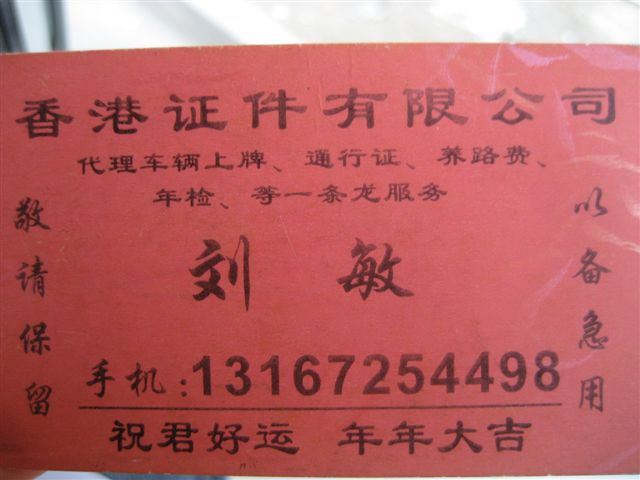 香港证件有限公司
代理车辆上牌、通行证、养路费、
年检、等一条龙服务
敬请保留
刘敏
以备急用
手机:13167254498
祝君好运 年年大吉